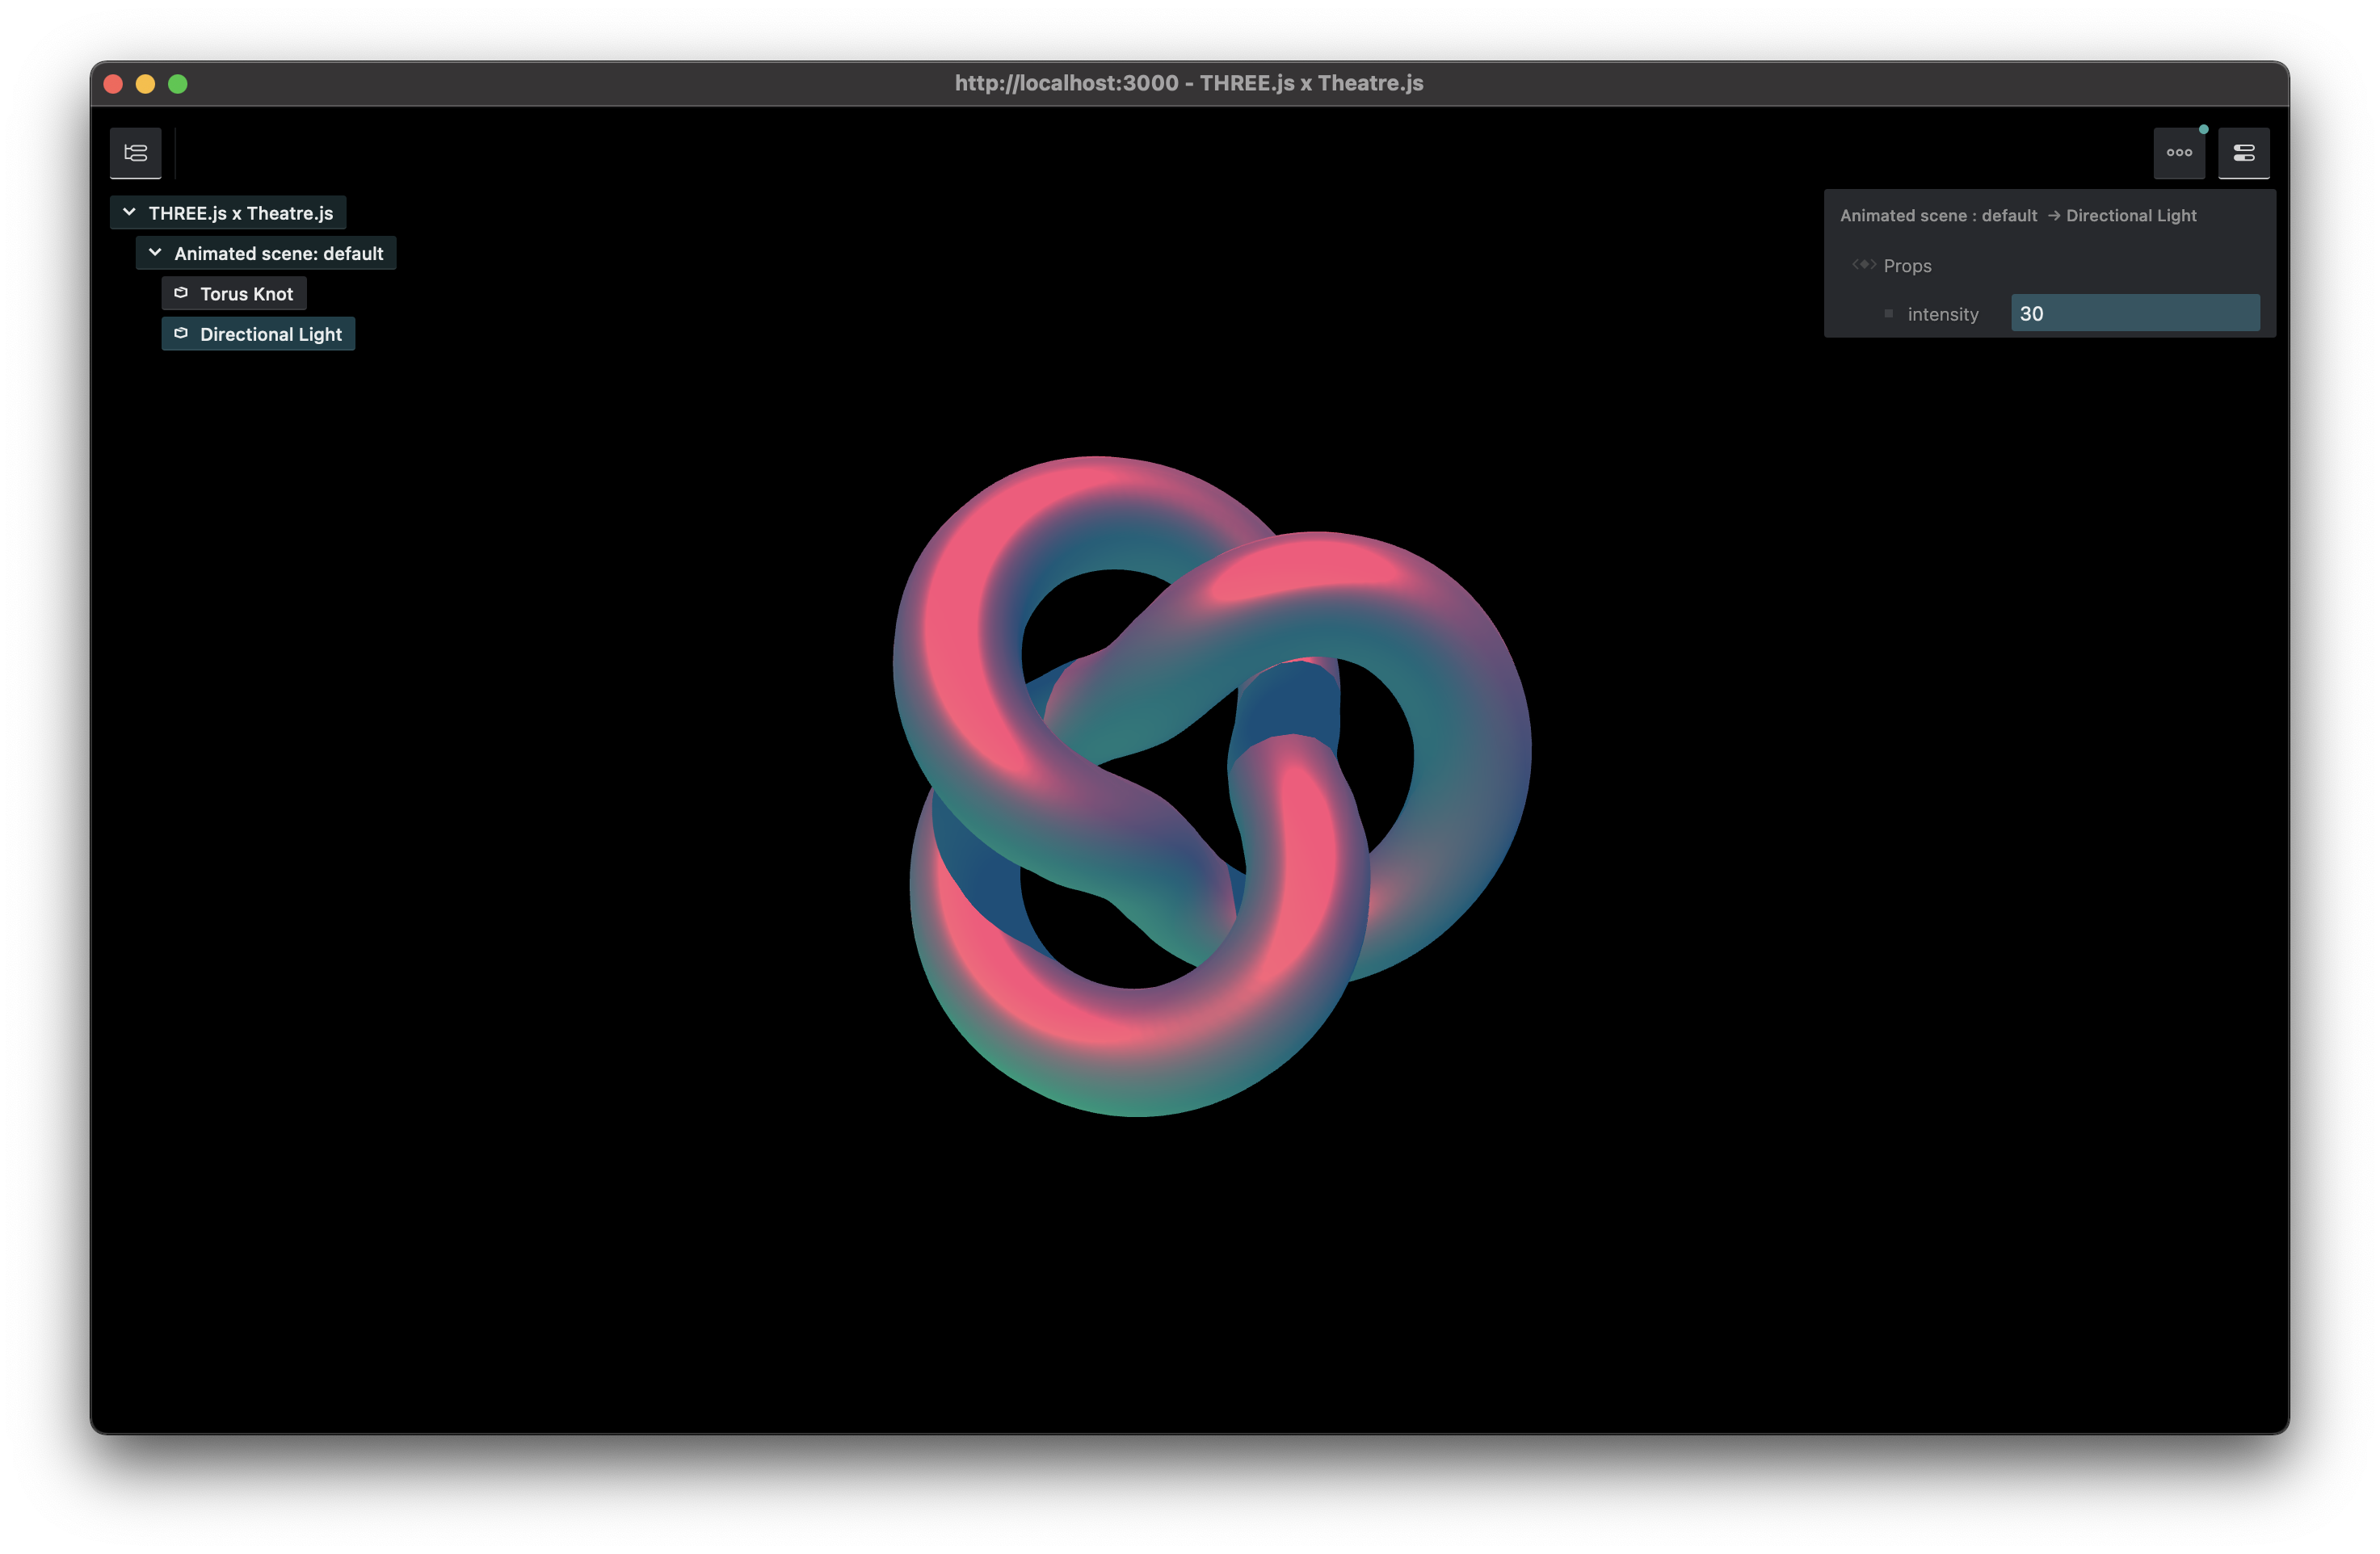 http://localhost:3000 - THREE.js x Theatre.js
THREE.js x Theatre.js
Animated scene: default
Torus Knot
Directional Light
Animated scene : default → Directional Light
Props
intensity 30